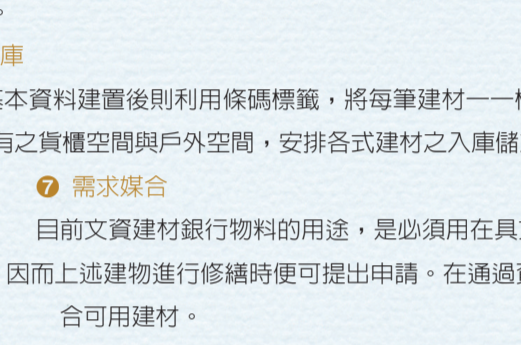 。
庫
基本資料建置後則利用條碼標籤，將每筆建材一一
有之貨櫃空間與戶外空間，安排各式建材之入庫儲
❼ 需求媒合
目前文資建材銀行物料的用途，是必須用在具
因而上述建物進行修繕時便可提出申請。在通過
合可用建材。